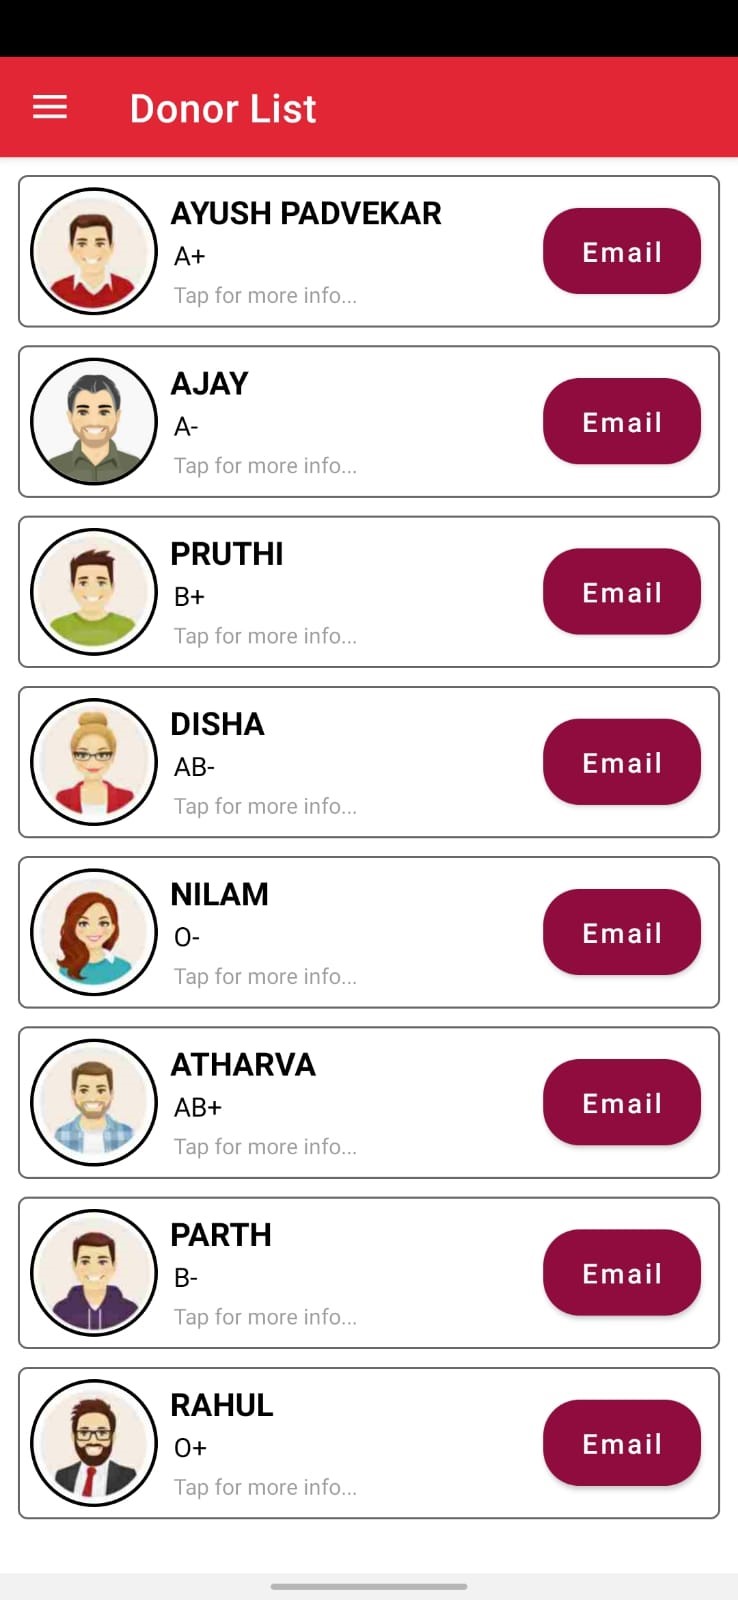 Donor List
AYUSH PADVEKAR
A+
Tap for more info...
Email
AJAY
A-
Tap for more info...
Email
PRUTHI
B+
Tap for more info...
Email
DISHA
AB-
Tap for more info...
Email
NILAM
O-
Tap for more info...
Email
ATHARVA
AB+
Tap for more info...
Email
PARTH
B-
Tap for more info...
Email
RAHUL
O+
Tap for more info...
Email